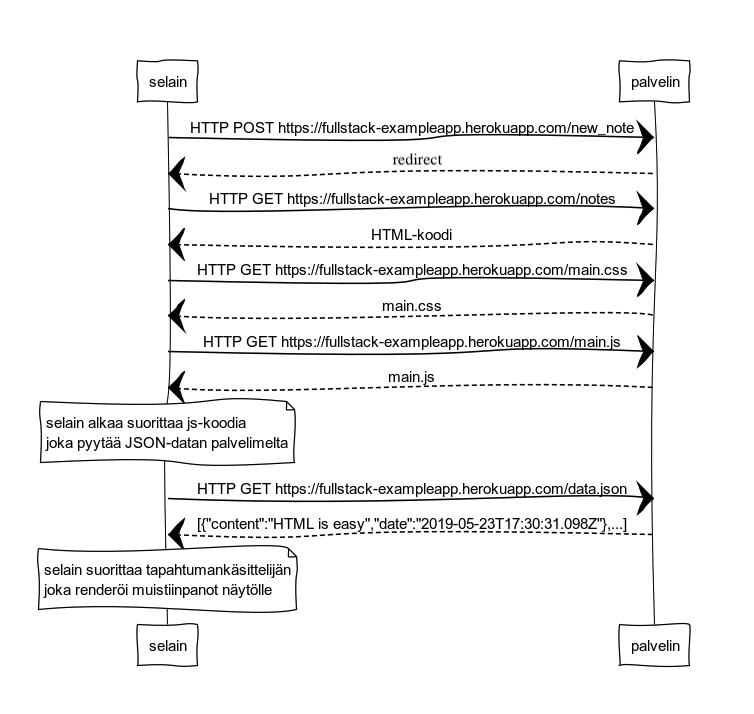 selain
palvelin
HTTP POST https://fullstack-exampleapp.herokuapp.com/new_note
redirect
HTTP GET https://fullstack-exampleapp.herokuapp.com/notes
HTML-koodi
HTTP GET https://fullstack-exampleapp.herokuapp.com/main.css
main.css
HTTP GET https://fullstack-exampleapp.herokuapp.com/main.js
main.js
selain alkaa suorittaa js-koodia
joka pyytää JSON-datan palvelimelta
HTTP GET https://fullstack-exampleapp.herokuapp.com/data.json
[{"content":"HTML is easy","date":"2019-05-23T17:30:31.098Z"},...]
selain suorittaa tapahtumankäsittelijän
joka renderöi muistiinpanot näytölle
selain
palvelin